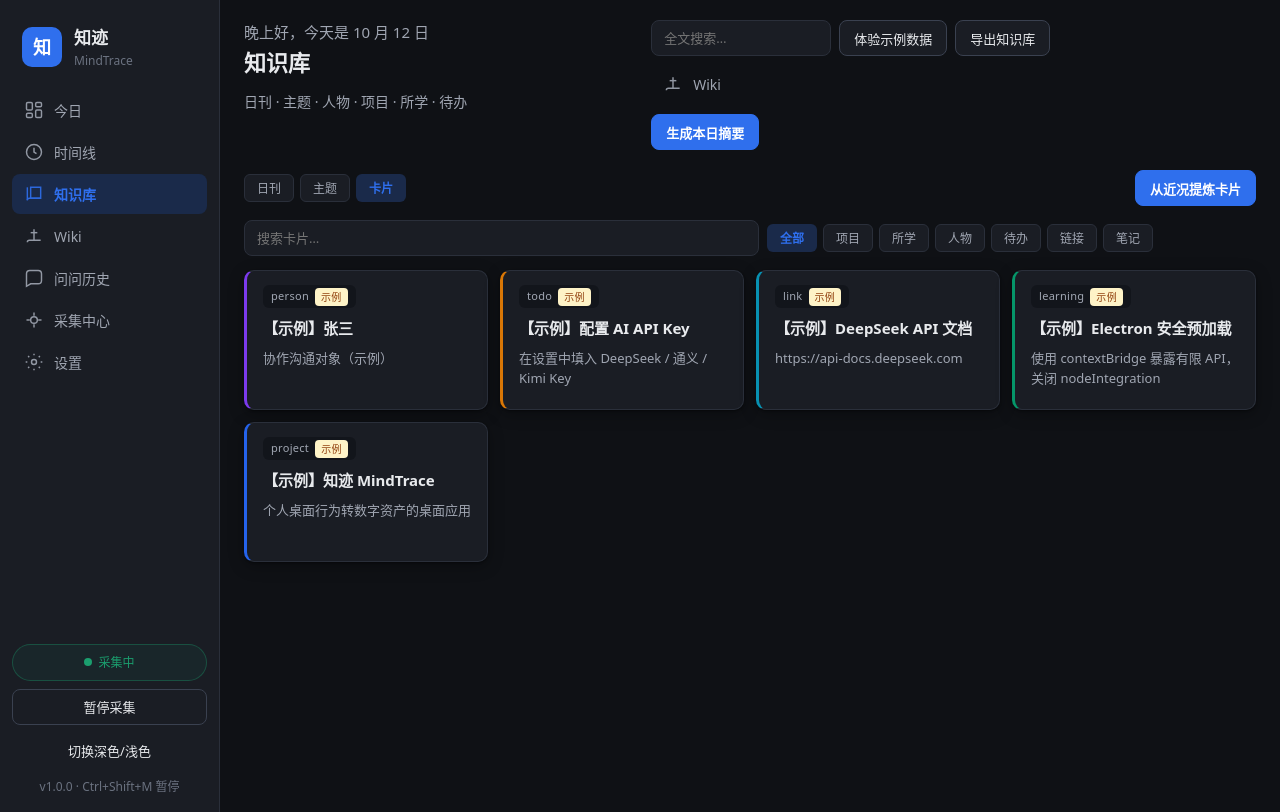 知
知迹
MindTrace
今日
时间线
知识库
Wiki
问问历史
采集中心
设置
采集中
暂停采集
切换深色/浅色
v1.0.0 · Ctrl+Shift+M 暂停
晚上好，今天是 10 月 12 日
知识库
日刊 · 主题 · 人物 · 项目 · 所学 · 待办
全文搜索...
体验示例数据
导出知识库
Wiki
生成本日摘要
日刊
主题
卡片
从近况提炼卡片
搜索卡片...
全部
项目
所学
人物
待办
链接
笔记
person 示例
【示例】张三
协作沟通对象（示例）
todo 示例
【示例】配置 AI API Key
在设置中填入 DeepSeek / 通义 /
Kimi Key
link 示例
【示例】DeepSeek API 文档
https://api-docs.deepseek.com
learning 示例
【示例】Electron 安全预加载
使用 contextBridge 暴露有限 API，
关闭 nodeIntegration
project 示例
【示例】知迹 MindTrace
个人桌面行为转数字资产的桌面应用